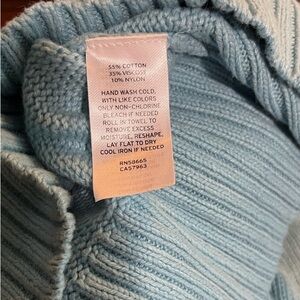 55% COTTON
35% VISCOSE
10% NYLON
HAND WASH COLD,
WITH LIKE COLORS
ONLY NON-CHLORINE
BLEACH IF NEEDED
ROLL IN TOWEL TO
REMOVE EXCESS
MOISTURE, RESHAPE,
LAY FLAT TO DRY
COOL IRON IF NEEDED
RN58665
CA57963